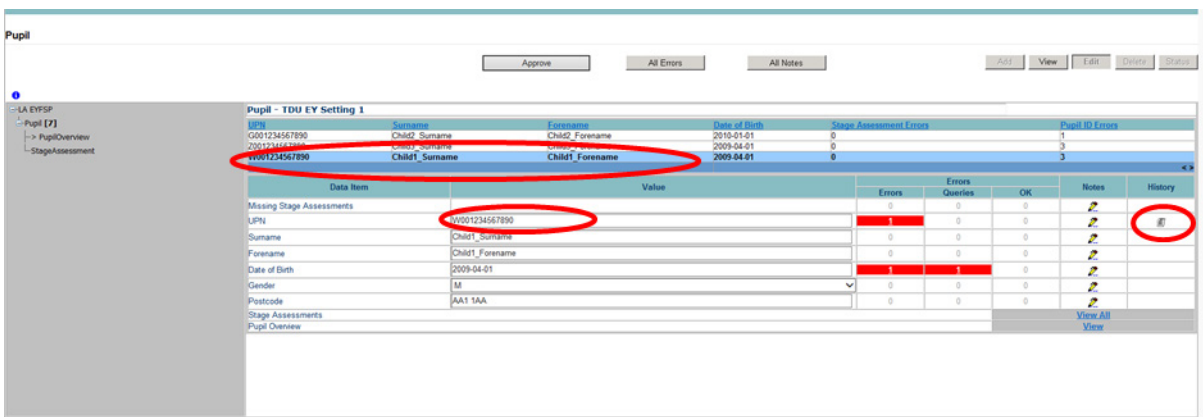 Pupil
Approve All Errors All Notes Add View Edit Delete Status
LA EYFSP
Pupil [7]
--> PupilOverview
StageAssessment
Pupil - TDU EY Setting 1
UPN Surname Forename Date of Birth Stage Assessment Errors Pupil ID Errors
G001234567890 Child2_Surname Child2_Forename 2010-01-01 0 1
Z001234567890 Child3_Surname Child3_Forename 2009-04-01 0 3
W001234567890 Child1_Surname Child1_Forename 2009-04-01 0 3
< >
Data Item Value Errors Notes History
Errors Queries OK
Missing Stage Assessments 0 0 0
UPN W001234567890 1 0 0
Surname Child1_Surname 0 0 0
Forename Child1_Forename 0 0 0
Date of Birth 2009-04-01 1 1 0
Gender M 0 0 0
Postcode AA1 1AA 0 0 0
Stage Assessments View All
Pupil Overview View